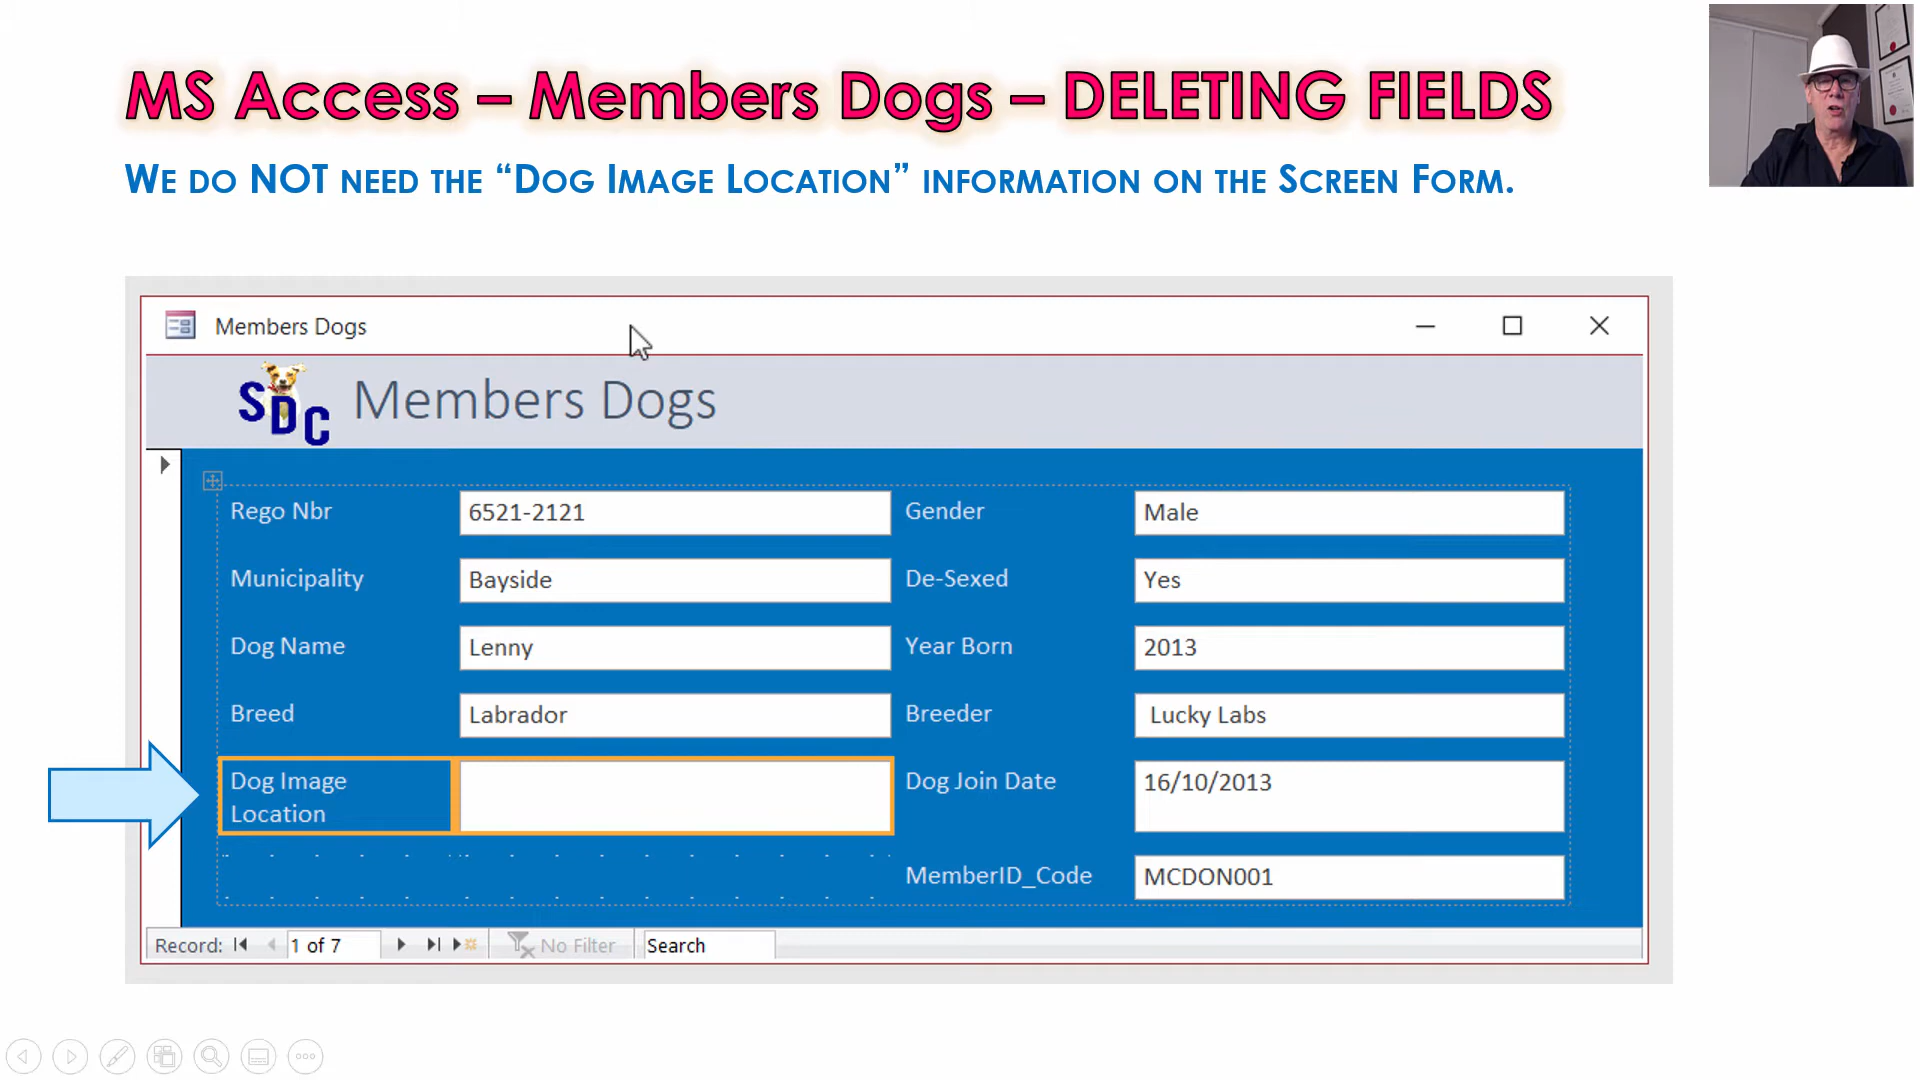 MS Access – Members Dogs – DELETING FIELDS
WE DO NOT NEED THE “DOG IMAGE LOCATION” INFORMATION ON THE SCREEN FORM.
Members Dogs
SDC Members Dogs
Rego Nbr 6521-2121 Gender Male
Municipality Bayside De-Sexed Yes
Dog Name Lenny Year Born 2013
Breed Labrador Breeder Lucky Labs
Dog Image Dog Join Date 16/10/2013
Location
MemberID_Code MCDON001
Record: 1 of 7 No Filter Search